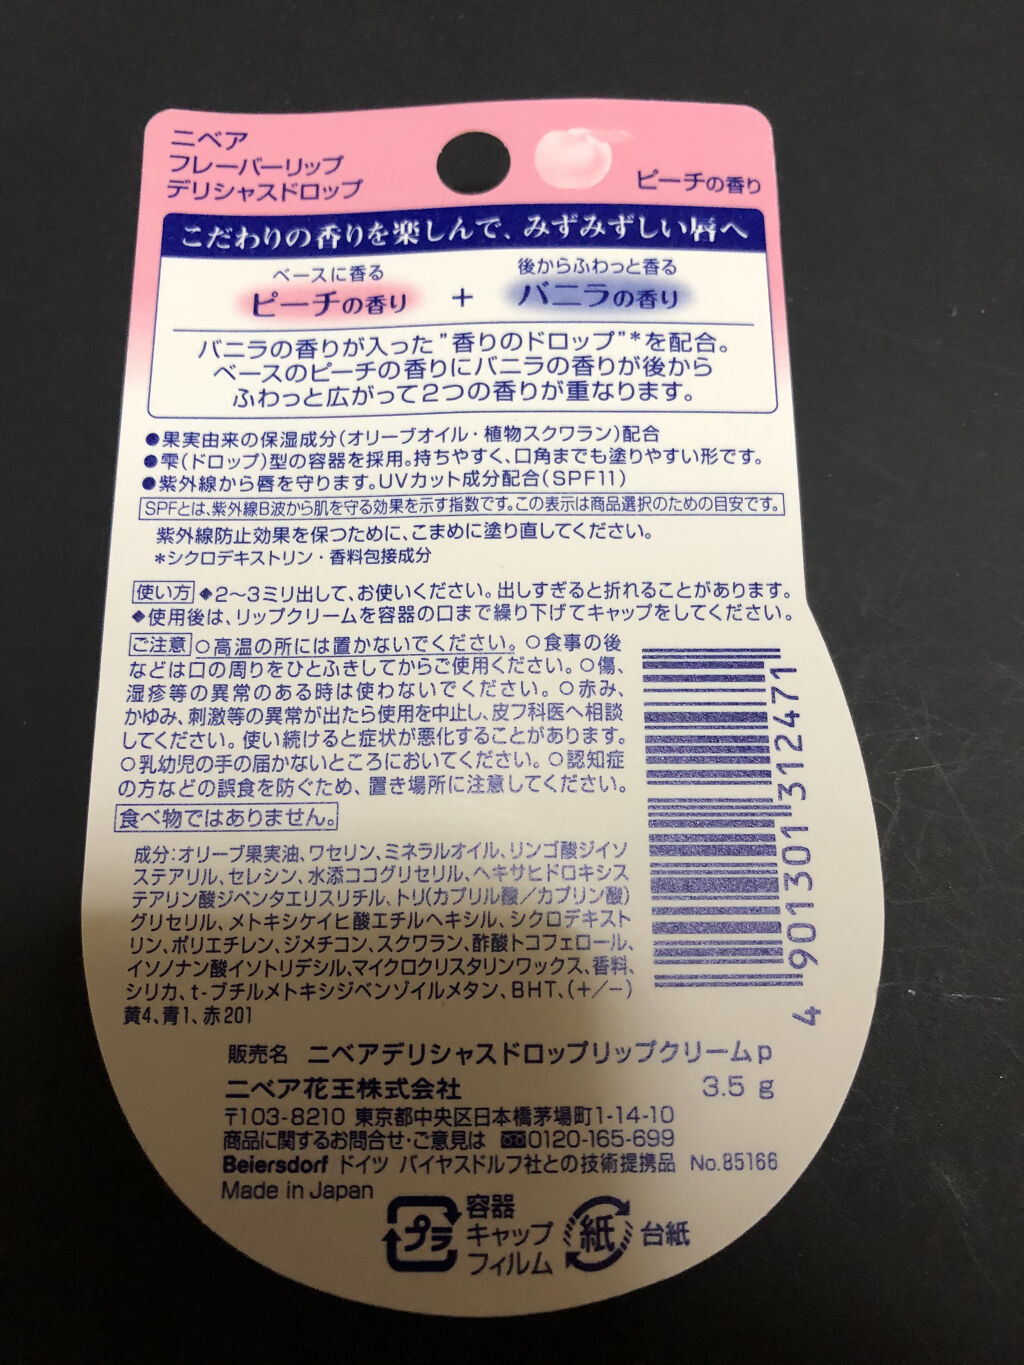 ニベア
フレーバーリップ
デリシャスドロップ
ピーチの香り
こだわりの香りを楽しんで、みずみずしい唇へ
ベースに香る
ピーチの香り
+
後からふわっと香る
バニラの香り
バニラの香りが入った"香りのドロップ"*を配合。
ベースのピーチの香りにバニラの香りが後から
ふわっと広がって2つの香りが重なります。
●果実由来の保湿成分(オリーブオイル・植物スクワラン)配合
●雫(ドロップ)型の容器を採用。持ちやすく、口角までも塗りやすい形です。
●紫外線から唇を守ります。UVカット成分配合(SPF11)
SPFとは、紫外線B波から肌を守る効果を示す指数です。この表示は商品選択のための目安です。
紫外線防止効果を保つために、こまめに塗り直してください。
*シクロデキストリン・香料包接成分
使い方 ◆2〜3ミリ出して、お使いください。出しすぎると折れることがあります。
◆使用後は、リップクリームを容器の口まで繰り下げてキャップをしてください。
ご注意 ○高温の所には置かないでください。○食事の後
などは口の周りをひとふきしてからご使用ください。○傷、
湿疹等の異常のある時は使わないでください。○赤み、
かゆみ、刺激等の異常が出たら使用を中止し、皮フ科医へ相談
してください。使い続けると症状が悪化することがあります。
○乳幼児の手の届かないところにおいてください。○認知症
の方などの誤食を防ぐため、置き場所に注意してください。
食べ物ではありません。
成分:オリーブ果実油、ワセリン、ミネラルオイル、リンゴ酸ジイソ
ステアリル、セレシン、水添ココグリセリル、ヘキサヒドロキシス
テアリン酸ジペンタエリスリチル、トリ(カプリル酸/カプリン酸)
グリセリル、メトキシケイヒ酸エチルヘキシル、シクロデキスト
リン、ポリエチレン、ジメチコン、スクワラン、酢酸トコフェロール、
イソノナン酸イソトリデシル、マイクロクリスタリンワックス、香料、
シリカ、t-ブチルメトキシジベンゾイルメタン、BHT、(+/−)
黄4、青1、赤201
4 901301 312471
販売名 ニベアデリシャスドロップリップクリームp
ニベア花王株式会社 3.5 g
〒103-8210 東京都中央区日本橋茅場町1-14-10
商品に関するお問合せ・ご意見は 0120-165-699
Beiersdorf ドイツ バイヤスドルフ社との技術提携品 No.85166
Made in Japan
プラ
容器
キャップ
フィルム
紙
台紙